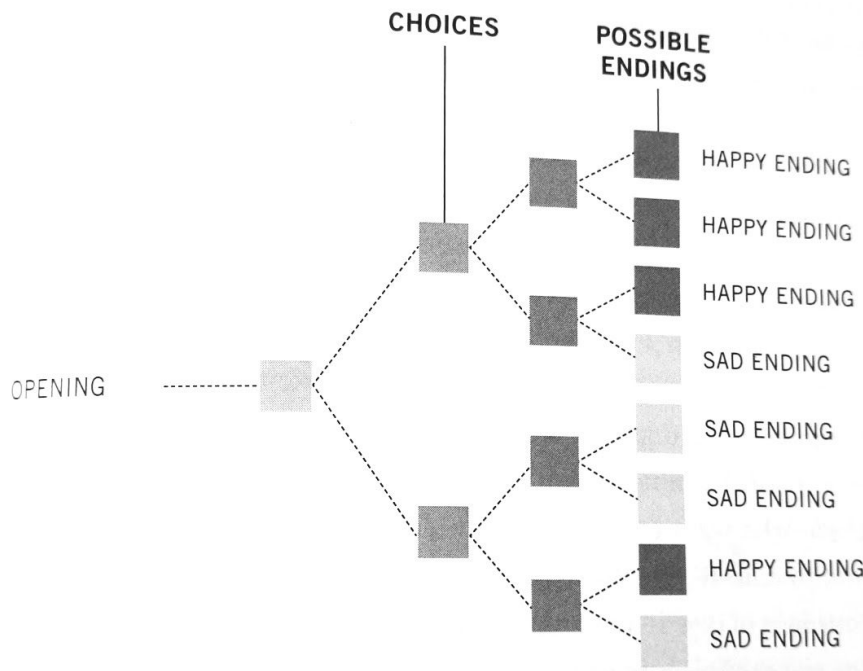 CHOICES
POSSIBLE
ENDINGS
HAPPY ENDING
HAPPY ENDING
HAPPY ENDING
OPENING
SAD ENDING
SAD ENDING
SAD ENDING
HAPPY ENDING
SAD ENDING